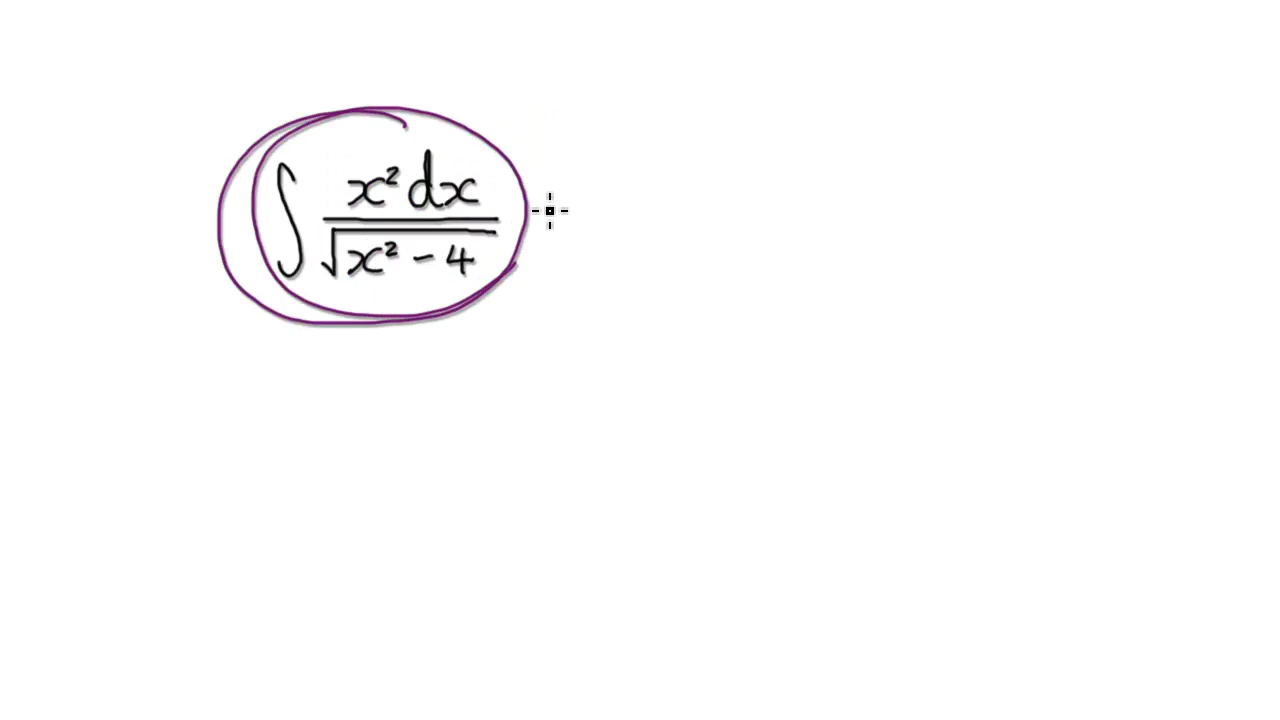 ∫ x² dx / √(x² − 4)